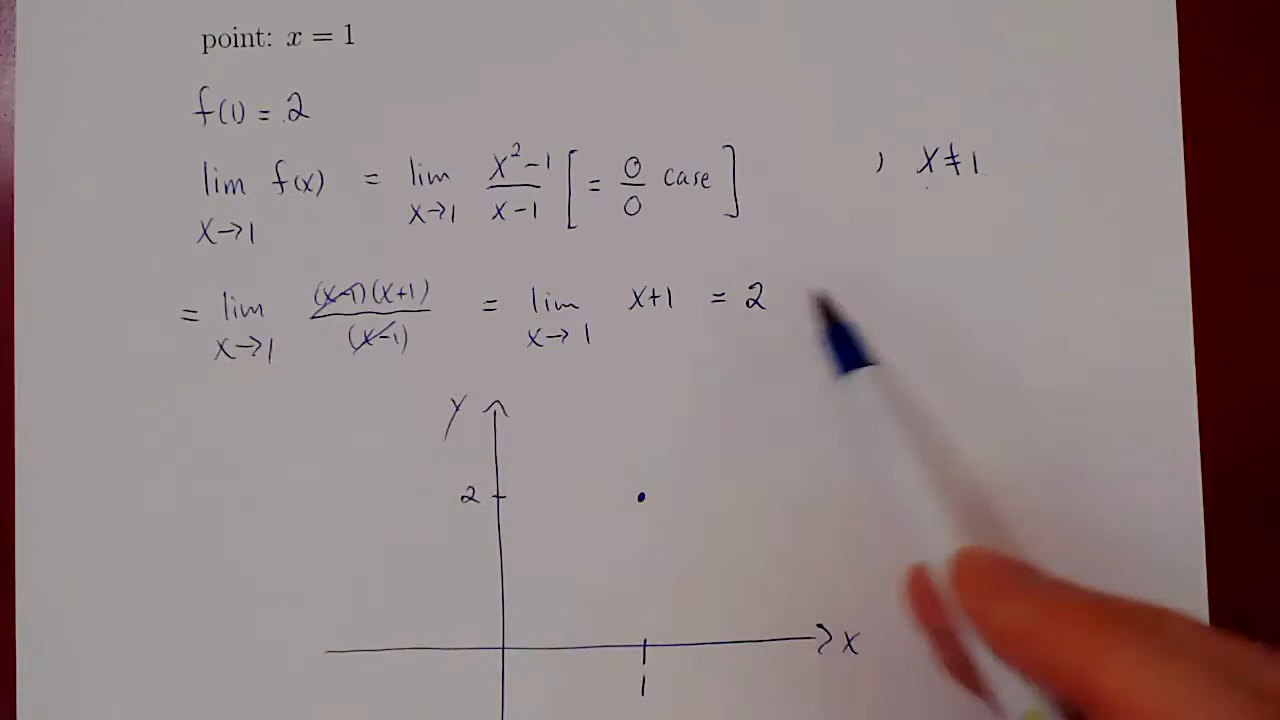 point: x = 1
f(1) = 2
lim x→1 f(x) = lim x→1 (x² - 1)/(x - 1) [= 0/0 case] , x ≠ 1
= lim x→1 (x-1)(x+1)/(x-1) = lim x→1 x+1 = 2
y
2
x
1